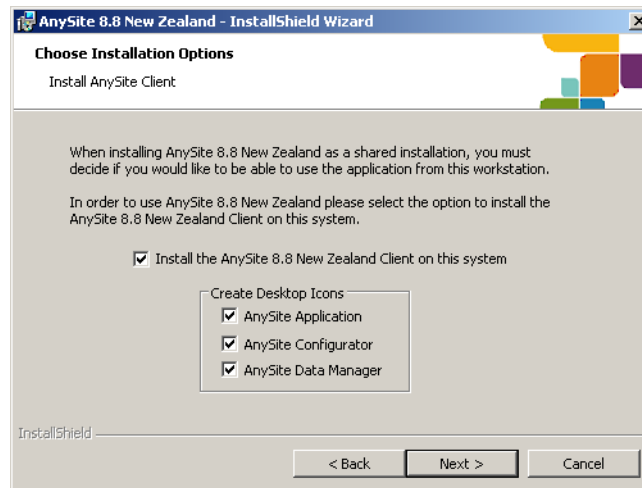 AnySite 8.8 New Zealand - InstallShield Wizard
Choose Installation Options
Install AnySite Client
When installing AnySite 8.8 New Zealand as a shared installation, you must
decide if you would like to be able to use the application from this workstation.
In order to use AnySite 8.8 New Zealand please select the option to install the
AnySite 8.8 New Zealand Client on this system.
Install the AnySite 8.8 New Zealand Client on this system
Create Desktop Icons
AnySite Application
AnySite Configurator
AnySite Data Manager
InstallShield
< Back Next > Cancel